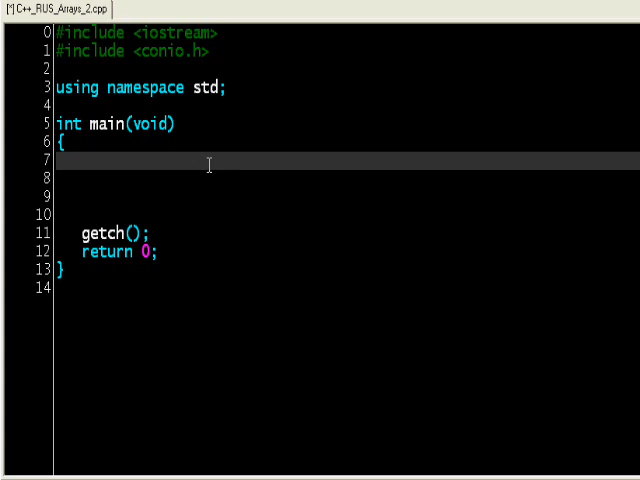 [*] C++_RUS_Arrays_2.cpp
0 #include <iostream>
1 #include <conio.h>
2
3 using namespace std;
4
5 int main(void)
6 {
7
8
9
10
11 getch();
12 return 0;
13 }
14